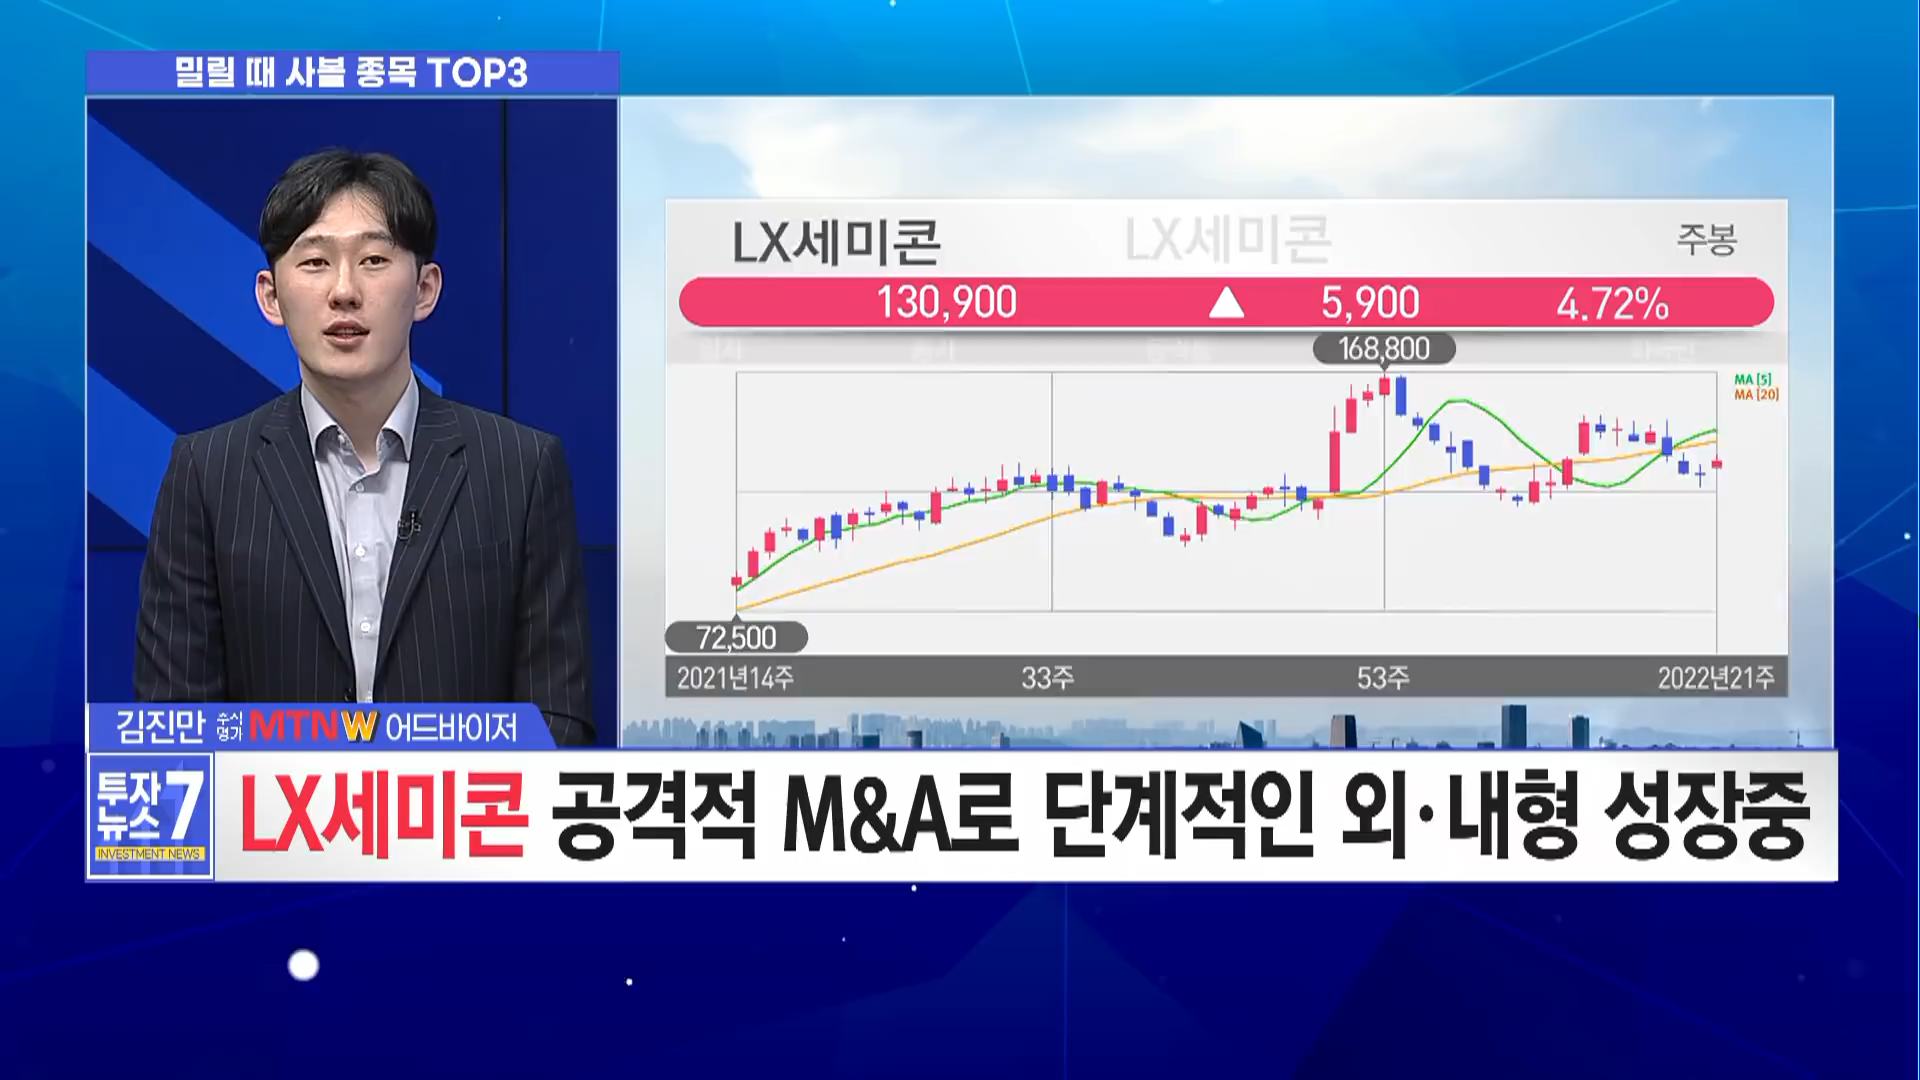 밀릴 때 사볼 종목 TOP3
LX세미콘
LX세미콘
주봉
130,900 ▲ 5,900 4.72%
168,800
MA [5]
MA [20]
72,500
2021년14주 33주 53주 2022년21주
김진만 주식명가 MTNW 어드바이저
투자뉴스7
INVESTMENT NEWS
LX세미콘 공격적 M&A로 단계적인 외·내형 성장중